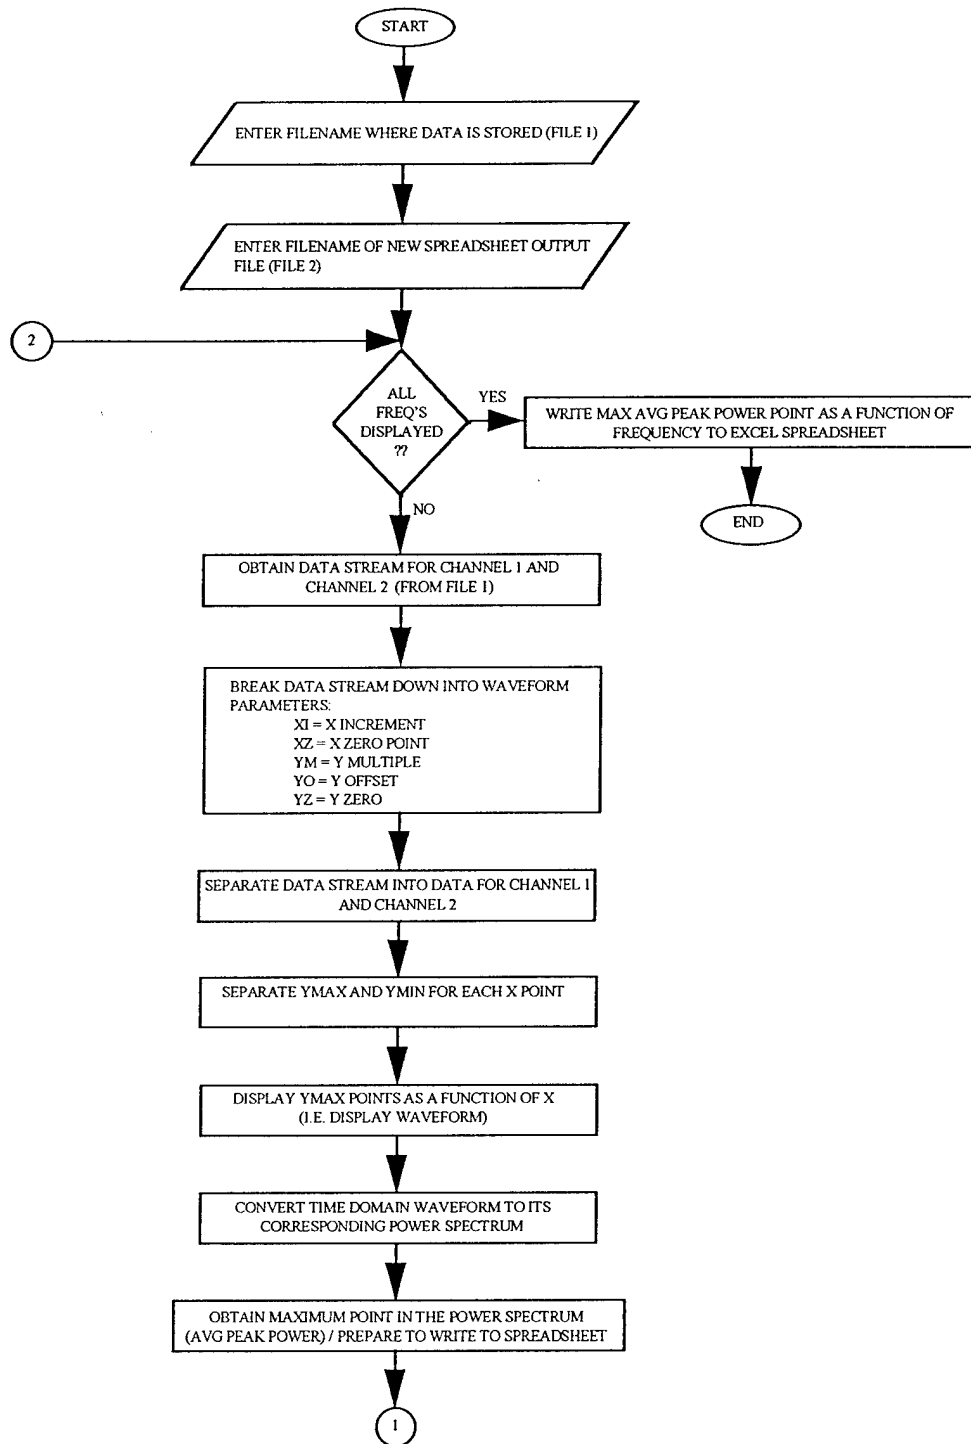 START
ENTER FILENAME WHERE DATA IS STORED (FILE 1)
ENTER FILENAME OF NEW SPREADSHEET OUTPUT
FILE (FILE 2)
2
ALL
FREQ'S
DISPLAYED
??
YES
WRITE MAX AVG PEAK POWER POINT AS A FUNCTION OF
FREQUENCY TO EXCEL SPREADSHEET
END
NO
OBTAIN DATA STREAM FOR CHANNEL 1 AND
CHANNEL 2 (FROM FILE 1)
BREAK DATA STREAM DOWN INTO WAVEFORM
PARAMETERS:
XI = X INCREMENT
XZ = X ZERO POINT
YM = Y MULTIPLE
YO = Y OFFSET
YZ = Y ZERO
SEPARATE DATA STREAM INTO DATA FOR CHANNEL 1
AND CHANNEL 2
SEPARATE YMAX AND YMIN FOR EACH X POINT
DISPLAY YMAX POINTS AS A FUNCTION OF X
(I.E. DISPLAY WAVEFORM)
CONVERT TIME DOMAIN WAVEFORM TO ITS
CORRESPONDING POWER SPECTRUM
OBTAIN MAXIMUM POINT IN THE POWER SPECTRUM
(AVG PEAK POWER) / PREPARE TO WRITE TO SPREADSHEET
1